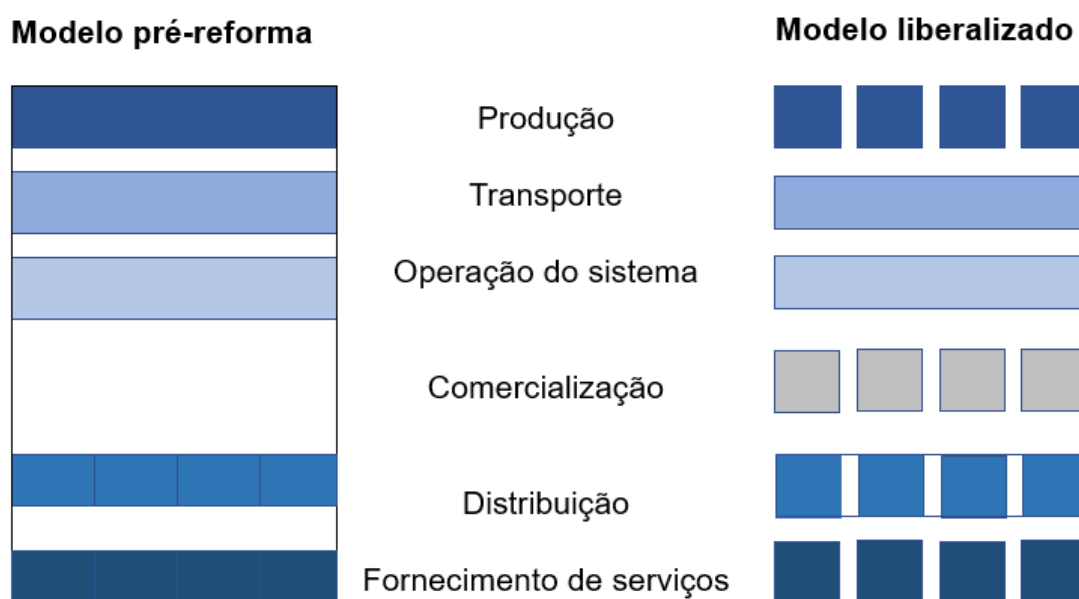 Modelo pré-reforma
Modelo liberalizado
Produção
Transporte
Operação do sistema
Comercialização
Distribuição
Fornecimento de serviços